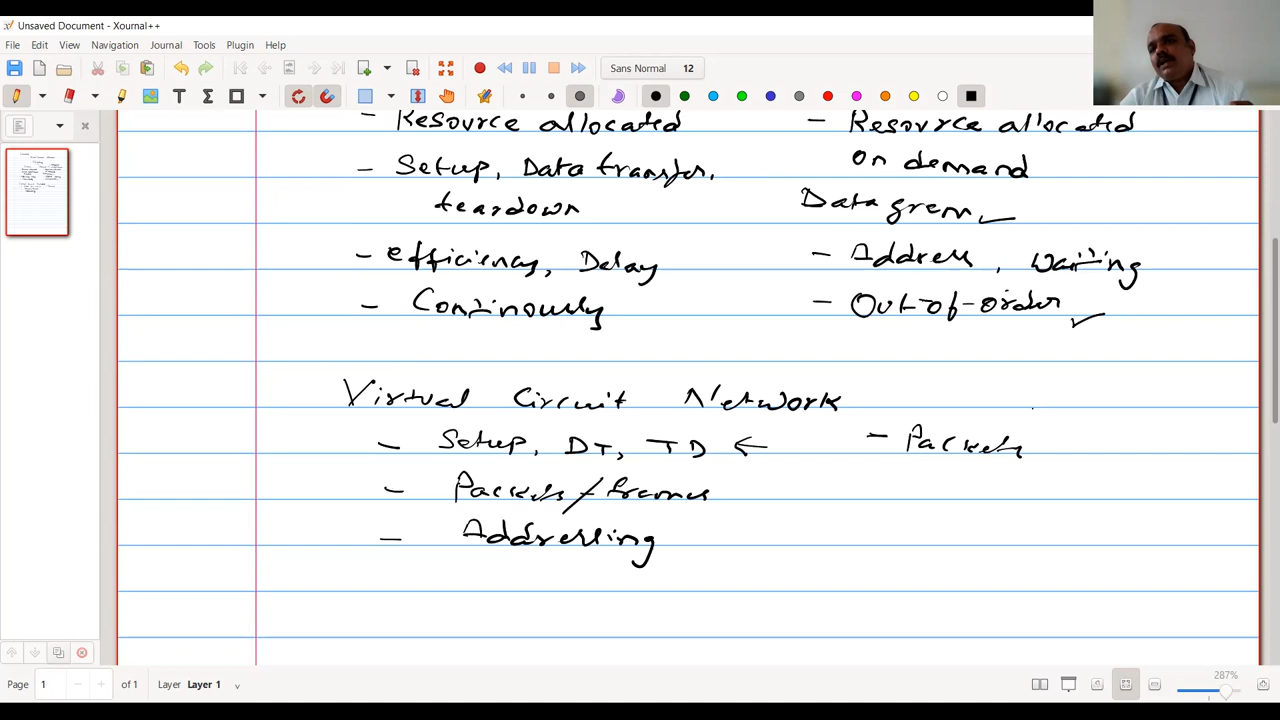 Unsaved Document - Xournal++
File Edit View Navigation Journal Tools Plugin Help
Sans Normal 12
- Resource allocated
- Setup, Data transfer,
teardown
- efficiency, Delay
- Continously
- Resource allocated
on demand
Data grem
- Address, Waiting
- Out-of-order
Virtual Circuit Network
- Setup, DT, TD ←
- Packets/frames
- Addressing
- Packets
Page 1 of 1 Layer Layer 1
287%